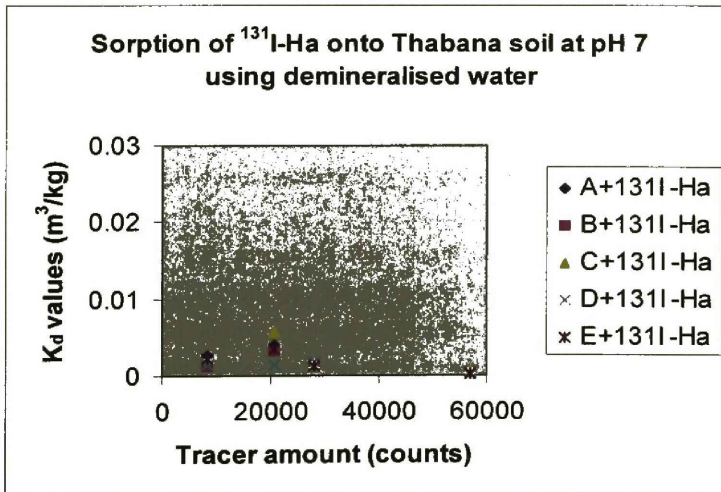 Sorption of ¹³¹I-Ha onto Thabana soil at pH 7
using demineralised water
0.03
0.02
0.01
0
K_d values (m³/kg)
0
20000
40000
60000
Tracer amount (counts)
A+131I-Ha
B+131I-Ha
C+131I-Ha
D+131I-Ha
E+131I-Ha